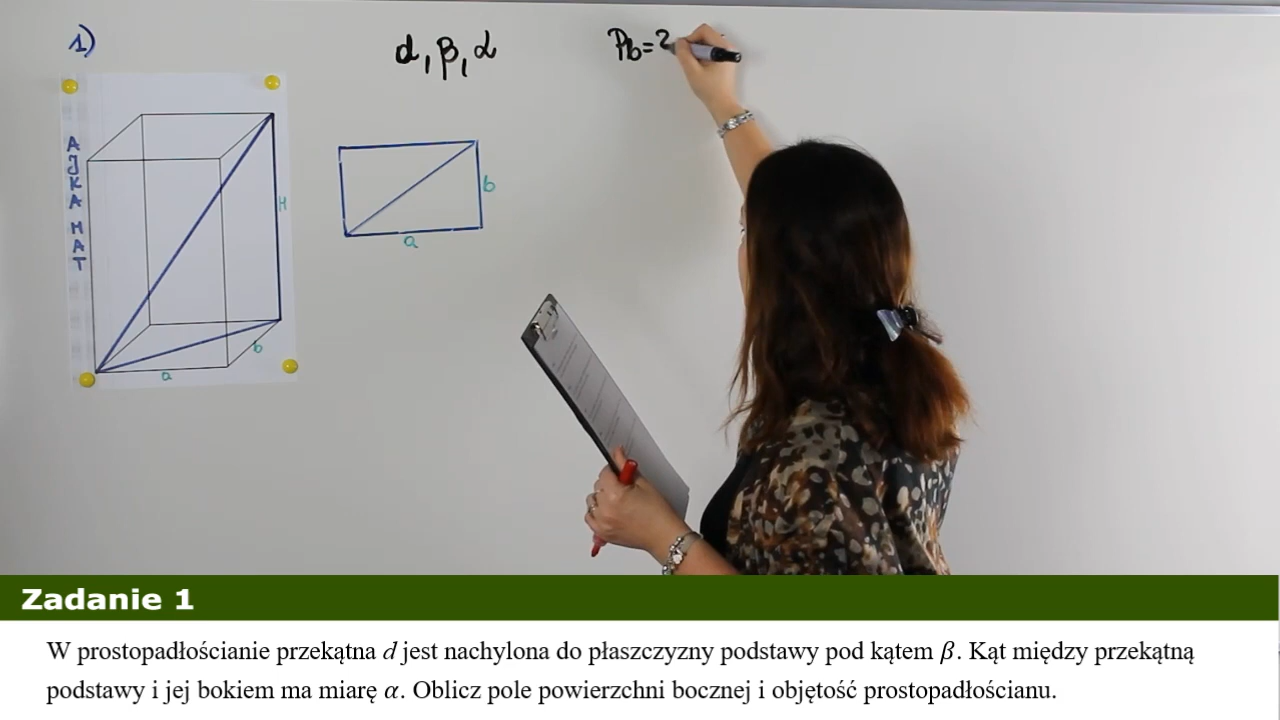 1)
d, β, α
Pb=?
AJKA MAT
H
b
a
b
a
Zadanie 1
W prostopadłościanie przekątna d jest nachylona do płaszczyzny podstawy pod kątem β. Kąt między przekątną
podstawy i jej bokiem ma miarę α. Oblicz pole powierzchni bocznej i objętość prostopadłościanu.